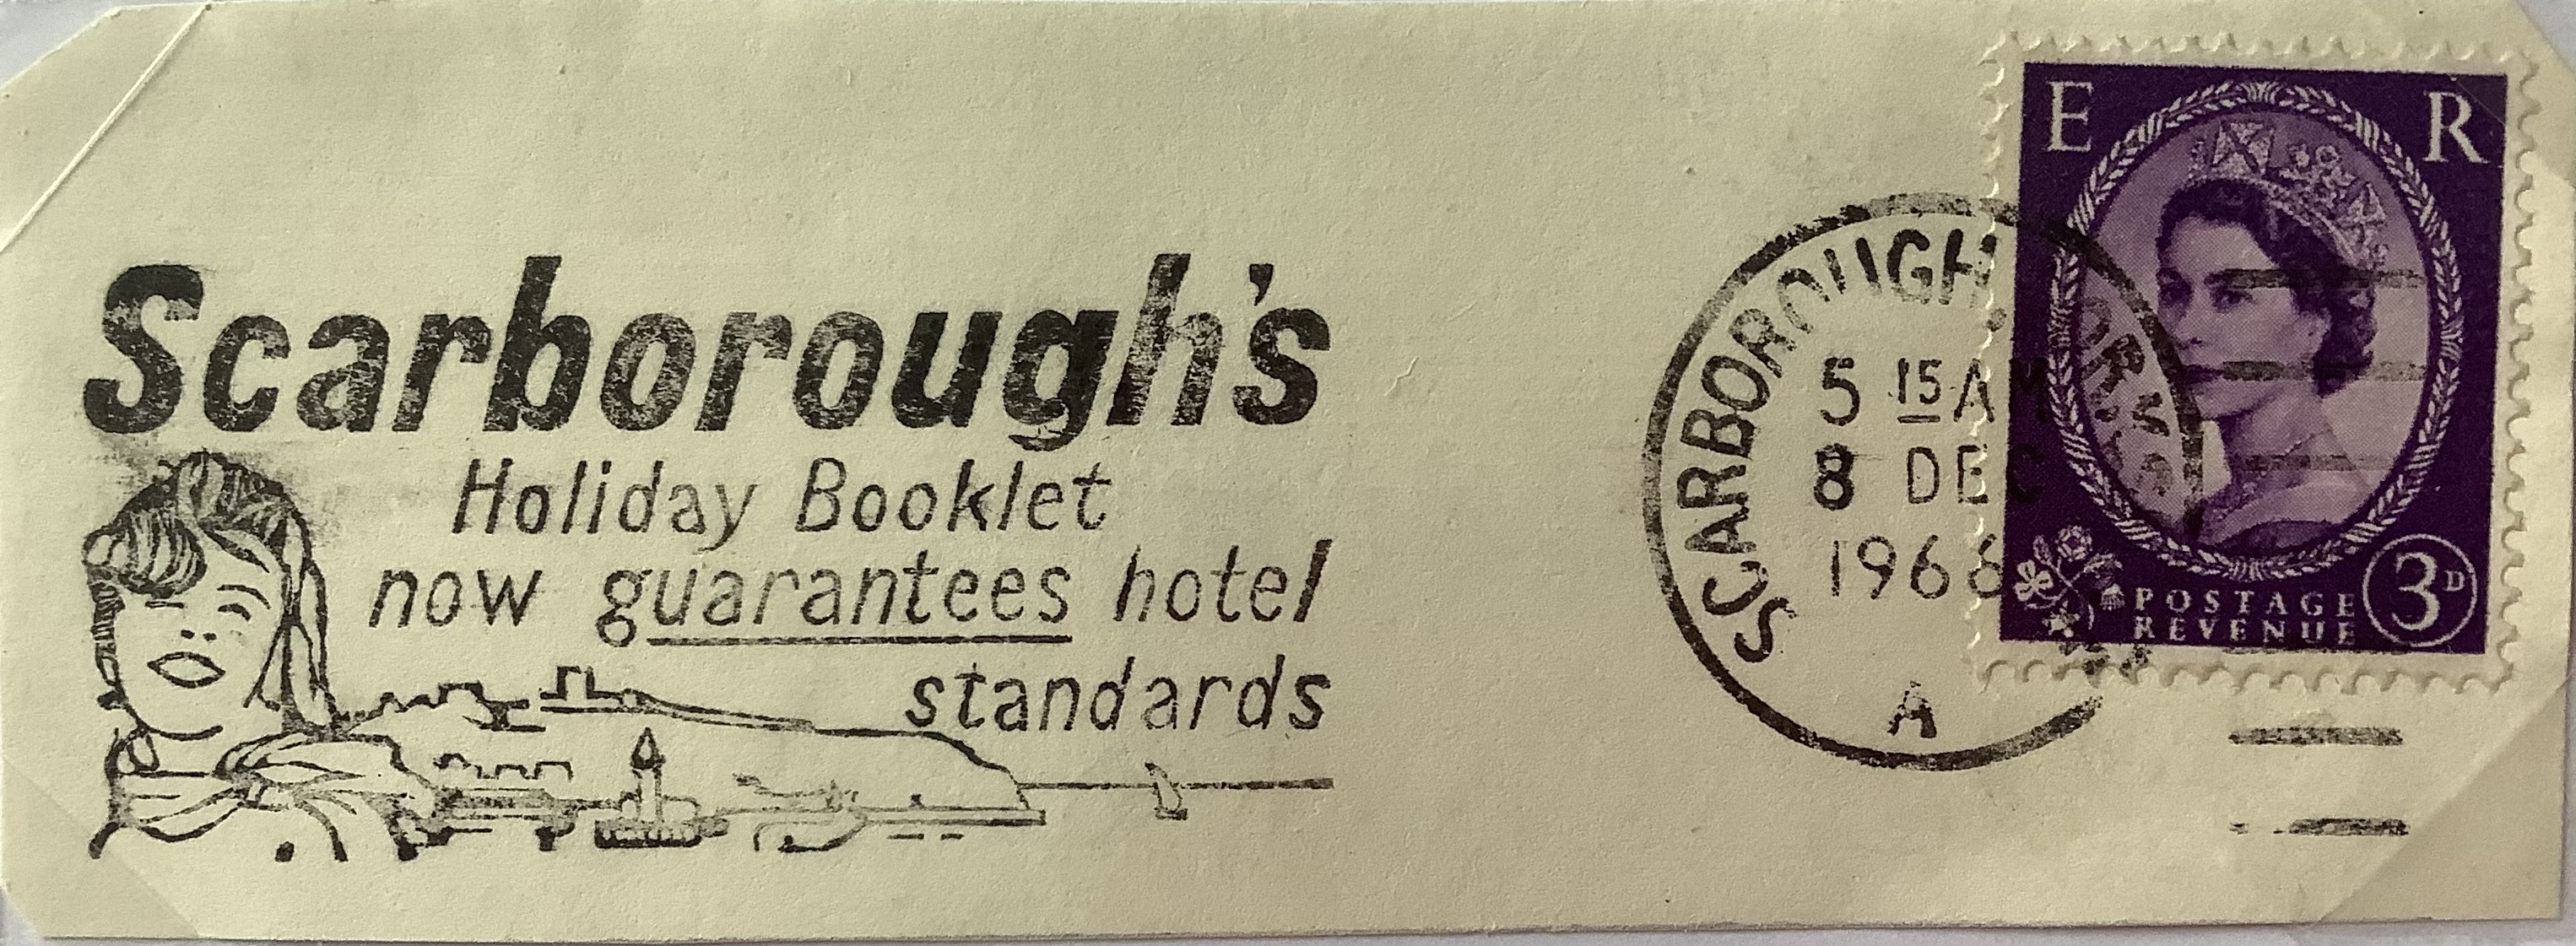 Scarborough's
Holiday Booklet
now guarantees hotel
standards
SCARBOROUGH
5 15 AM
8 DEC
1966
A
E R
POSTAGE
REVENUE
3D